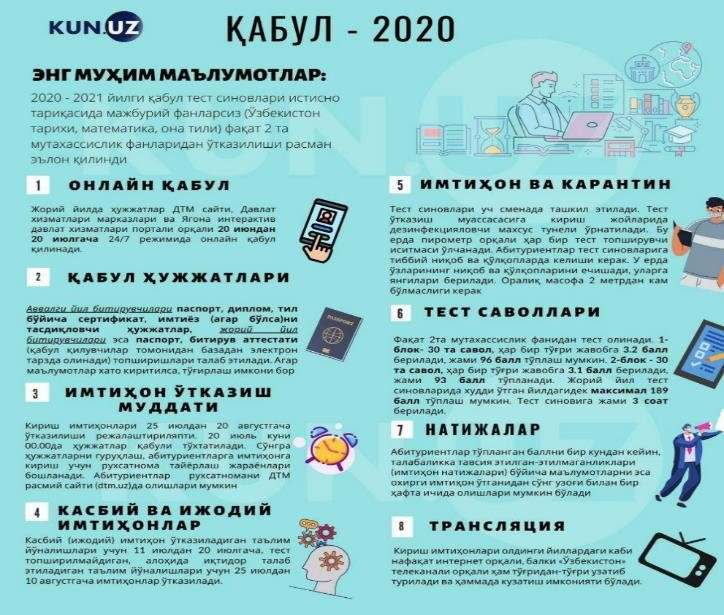 KUN.UZ
ҚАБУЛ - 2020
ЭНГ МУҲИМ МАЪЛУМОТЛАР:
2020 - 2021 йилги қабул тест синовлари истисно
тариқасида мажбурий фанларсиз (Ўзбекистон
тарихи, математика, она тили) фақат 2 та
мутахассислик фанларидан ўтказилиши расман
эълон қилинди
1 ОНЛАЙН ҚАБУЛ
Жорий йилда ҳужжатлар ДТМ сайти, Давлат
хизматлари марказлари ва Ягона интерактив
давлат хизматлари портали орқали 20 июндан
20 июлгача 24/7 режимида онлайн қабул
қилинади.
2 ҚАБУЛ ҲУЖЖАТЛАРИ
Аввалги йил битирувчилари паспорт, диплом, тил
бўйича сертификат, имтиёз (агар бўлса)ни
тасдиқловчи ҳужжатлар, жорий йил
битирувчилари эса паспорт, битирув аттестати
(қабул қилувчилар томонидан базадан электрон
тарзда олинади) топширишлари талаб этилади. Агар
маълумотлар хато киритилса, тўғирлаш имкони бор
PASSPORT
3 ИМТИҲОН ЎТКАЗИШ
МУДДАТИ
Кириш имтиҳонлари 25 июлдан 20 августгача
ўтказилиши режалаштириляпти. 20 июль куни
00.00да ҳужжатлар қабули тўхтатилади. Сўнгра
ҳужжатларни гуруҳлаш, абитуриентларга имтиҳонга
кириш учун рухсатнома тайёрлаш жараёнлари
бошланади. Абитуриентлар рухсатномани ДТМ
расмий сайти (dtm.uz)да олишлари мумкин
4 КАСБИЙ ВА ИЖОДИЙ
ИМТИҲОНЛАР
Касбий (ижодий) имтиҳон ўтказиладиган таълим
йўналишлари учун 11 июлдан 20 июлгача, тест
топширилмайдиган, алоҳида иқтидор талаб
этиладиган таълим йўналишлари учун 25 июлдан
10 августгача имтиҳонлар ўтказилади.
5 ИМТИҲОН ВА КАРАНТИН
Тест синовлари уч сменада ташкил этилади. Тест
ўтказиш муассасасига кириш жойларида
дезинфекцияловчи махсус тунели ўрнатилади. Бу
ерда пирометр орқали ҳар бир тест топширувчи
иситмаси ўлчанади. Абитуриентлар тест синовларига
тиббий ниқоб ва қўлқопларда келиши керак. У ерда
ўзларининг ниқоб ва қўлқопларини ечишади, уларга
янгилари берилади. Оралиқ масофа 2 метрдан кам
бўлмаслиги керак
6 ТЕСТ САВОЛЛАРИ
Фақат 2та мутахассислик фанидан тест олинади. 1-
блок- 30 та савол, ҳар бир тўғри жавобга 3.2 балл
берилади, жами 96 балл тўплаш мумкин. 2-блок - 30
та савол, ҳар бир тўғри жавобга 3.1 балл берилади,
жами 93 балл тўпланади. Жорий йил тест
синовларида худди ўтган йилдагидек максимал 189
балл тўплаш мумкин. Тест синовига жами 3 соат
берилади.
7 НАТИЖАЛАР
Абитуриентлар тўплаган баллни бир кундан кейин,
талабаликка тавсия этилган-этилмаганликлари
(имтиҳон натижалари) бўйича маълумотларни эса
охирги имтиҳон ўтганидан сўнг узоғи билан бир
ҳафта ичида олишлари мумкин бўлади
8 ТРАНСЛЯЦИЯ
Кириш имтиҳонлари олдинги йиллардаги каби
нафақат интернет орқали, балки «Ўзбекистон»
телеканали орқали ҳам тўғридан-тўғри узатиб
турилади ва ҳаммада кузатиш имконияти бўлади.